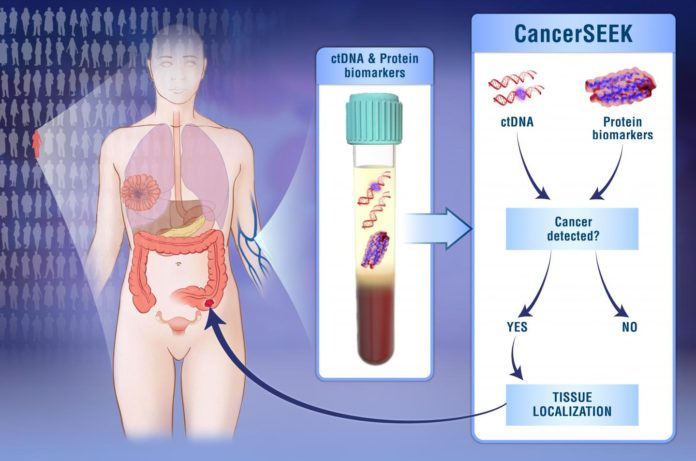 ctDNA & Protein
biomarkers
CancerSEEK
ctDNA
Protein
biomarkers
Cancer
detected?
YES
NO
TISSUE
LOCALIZATION